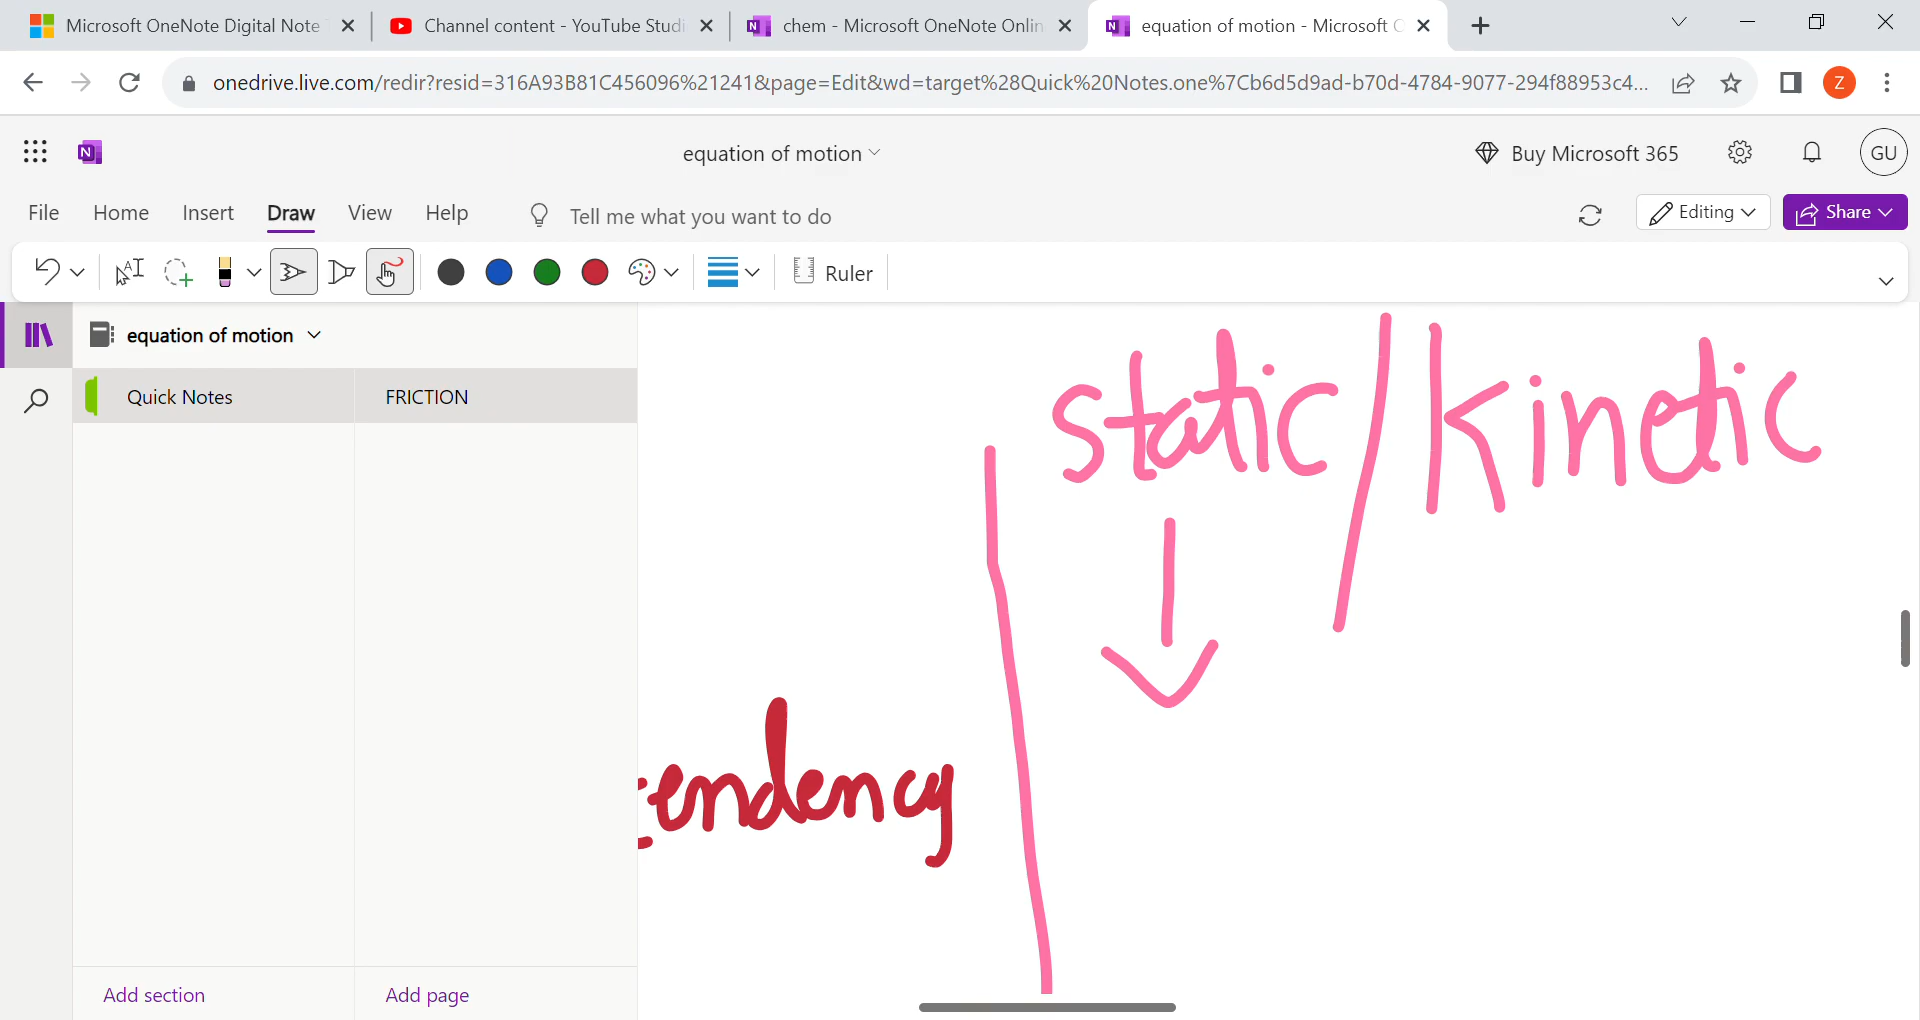 Microsoft OneNote Digital Note T
Channel content - YouTube Studi
chem - Microsoft OneNote Onlin
equation of motion - Microsoft O
onedrive.live.com/redir?resid=316A93B81C456096%21241&page=Edit&wd=target%28Quick%20Notes.one%7Cb6d5d9ad-b70d-4784-9077-294f88953c4...
Z
equation of motion
Buy Microsoft 365
GU
File Home Insert Draw View Help Tell me what you want to do
Editing
Share
Ruler
equation of motion
Quick Notes
FRICTION
static/kinetic
tendency
Add section
Add page